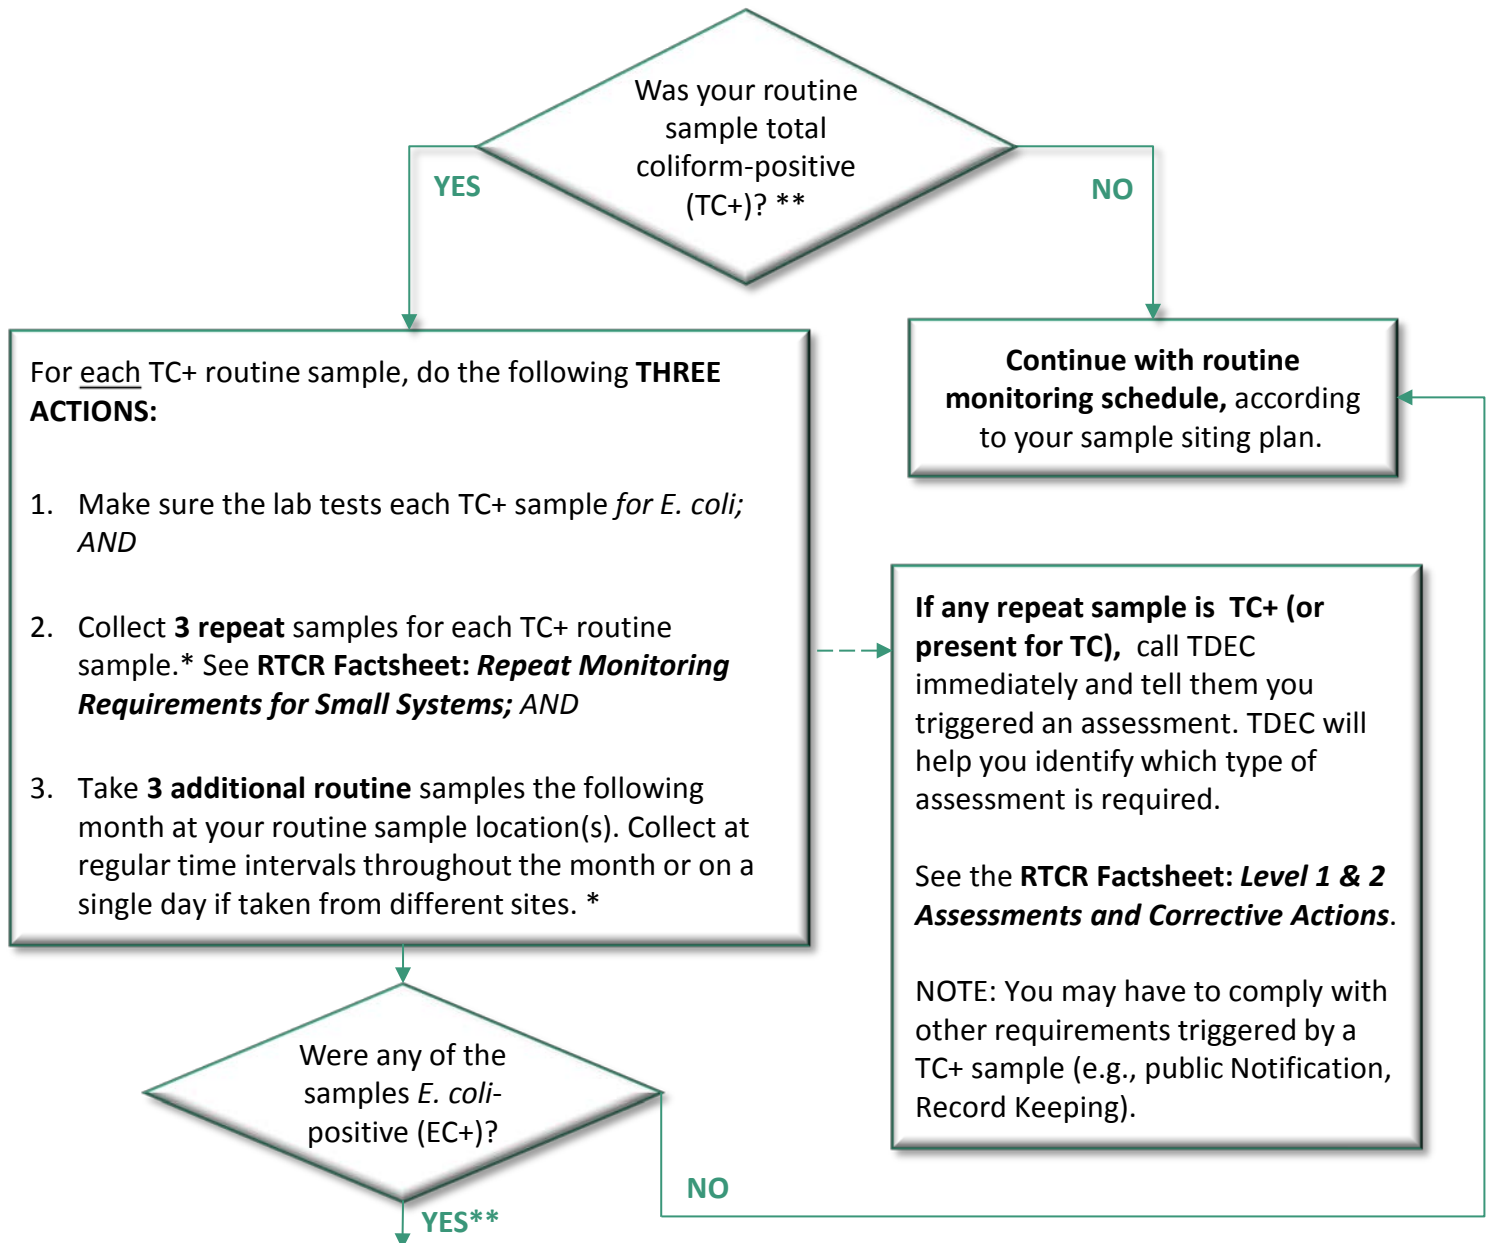 Was your routine
sample total
coliform-positive
(TC+)? **
YES
NO
For each TC+ routine sample, do the following THREE
ACTIONS:
1. Make sure the lab tests each TC+ sample for E. coli;
AND
2. Collect 3 repeat samples for each TC+ routine
sample.* See RTCR Factsheet: Repeat Monitoring
Requirements for Small Systems; AND
3. Take 3 additional routine samples the following
month at your routine sample location(s). Collect at
regular time intervals throughout the month or on a
single day if taken from different sites. *
Continue with routine
monitoring schedule, according
to your sample siting plan.
If any repeat sample is TC+ (or
present for TC), call TDEC
immediately and tell them you
triggered an assessment. TDEC will
help you identify which type of
assessment is required.
See the RTCR Factsheet: Level 1 & 2
Assessments and Corrective Actions.
NOTE: You may have to comply with
other requirements triggered by a
TC+ sample (e.g., public Notification,
Record Keeping).
Were any of the
samples E. coli-
positive (EC+)?
NO
YES**